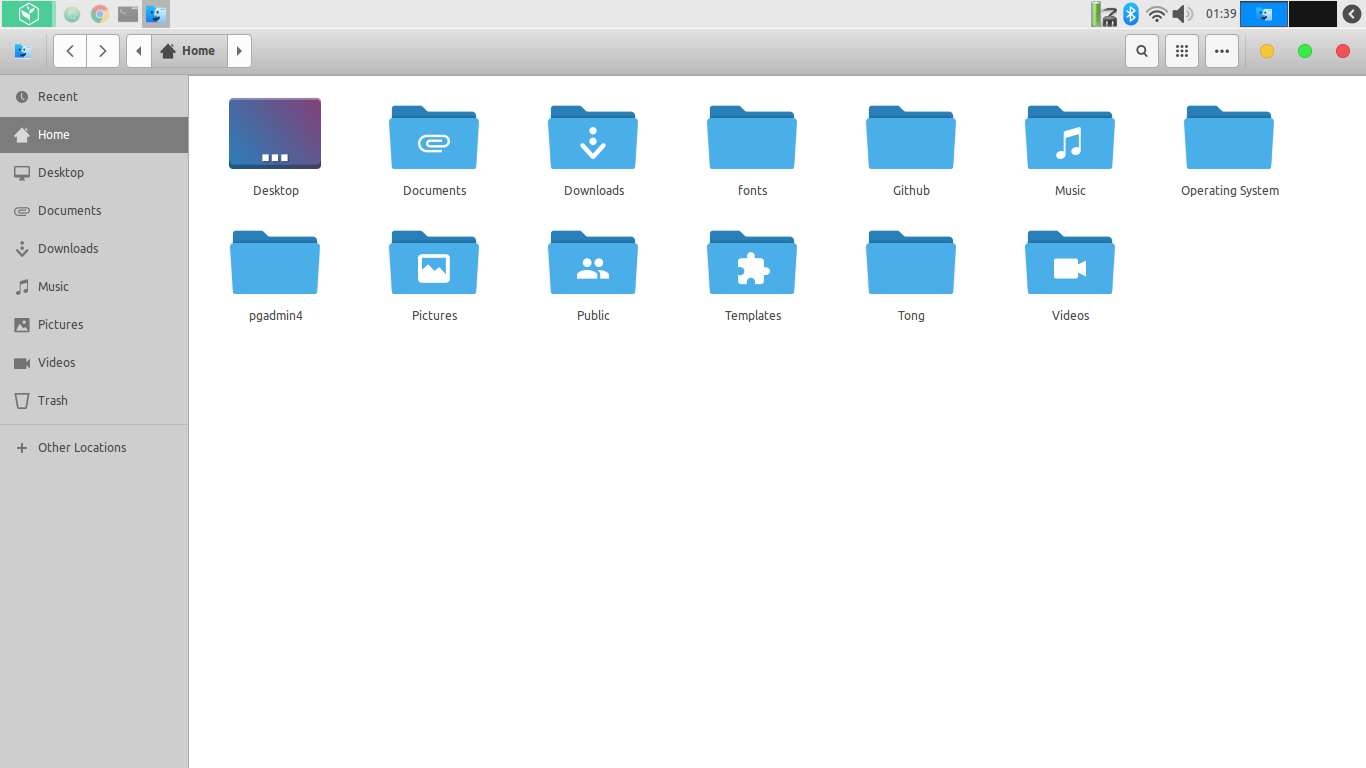 01:39
Home
Recent
Home
Desktop
Documents
Downloads
Music
Pictures
Videos
Trash
Other Locations
Desktop
Documents
Downloads
fonts
Github
Music
Operating System
pgadmin4
Pictures
Public
Templates
Tong
Videos